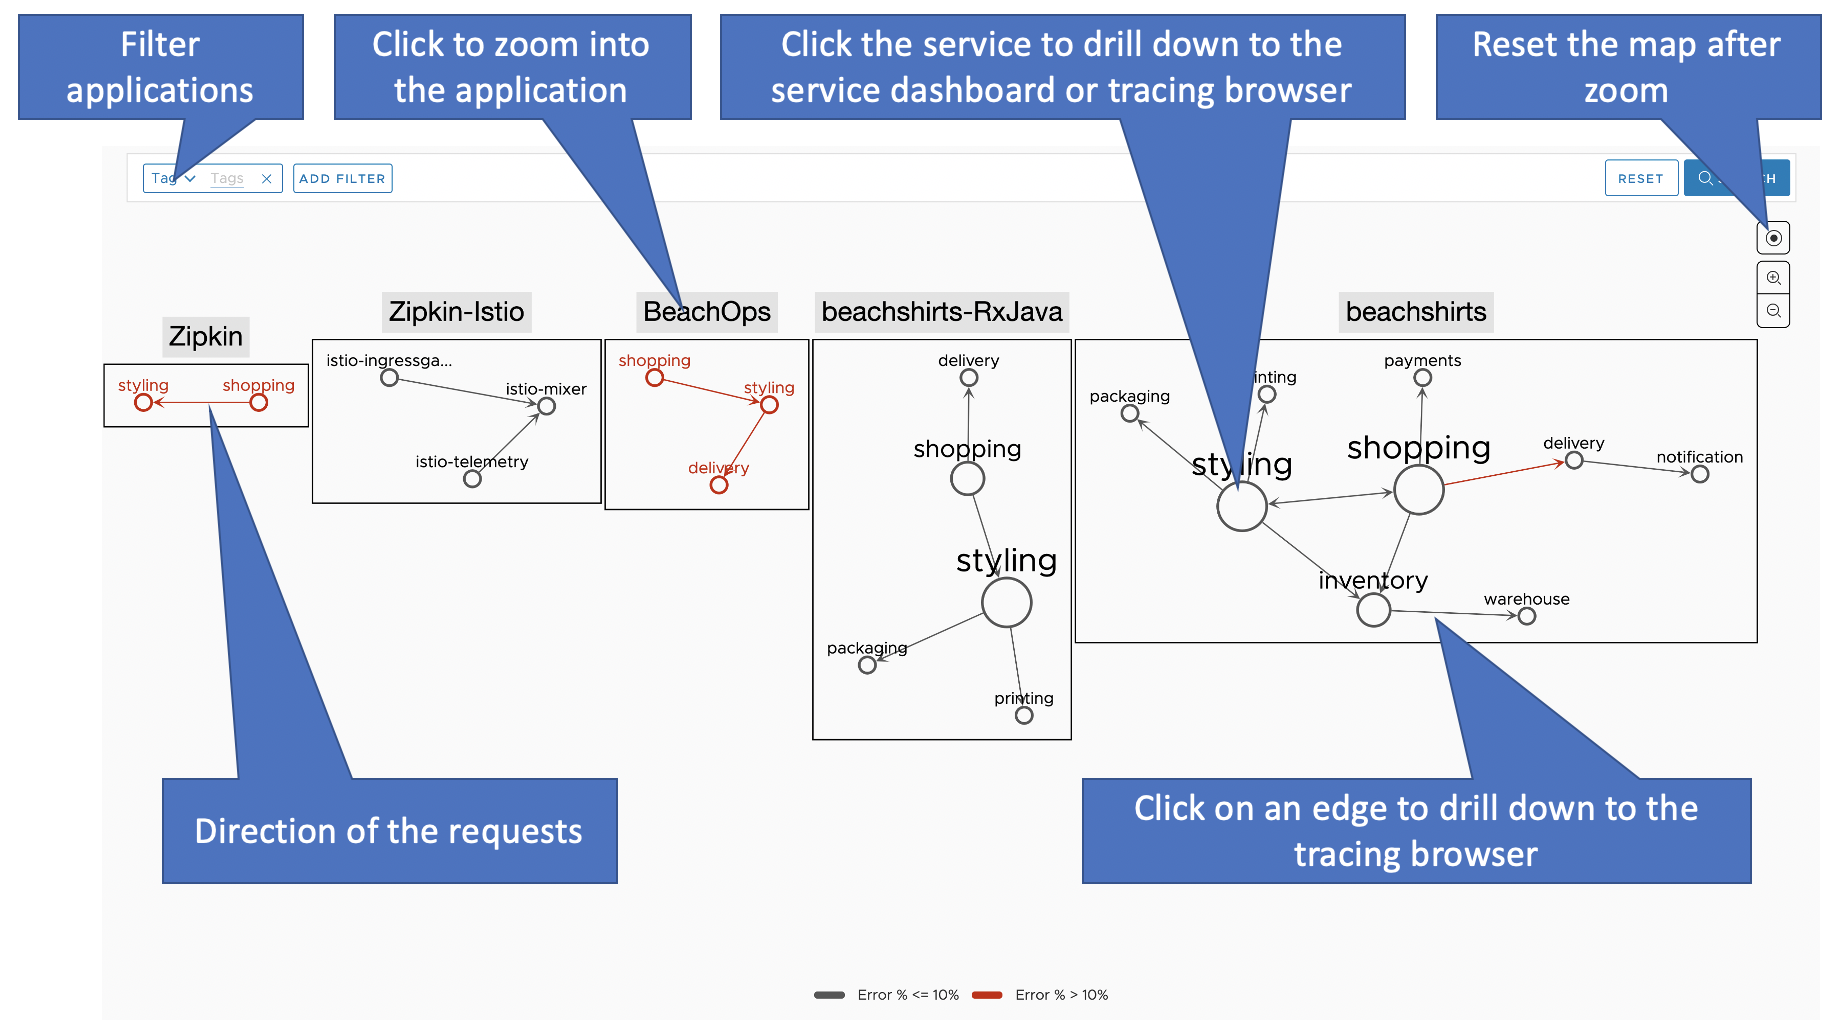 Filter
applications
Click to zoom into
the application
Click the service to drill down to the
service dashboard or tracing browser
Reset the map after
zoom
Tag
Tags
ADD FILTER
RESET
Zipkin
styling
shopping
Zipkin-Istio
istio-ingressga...
istio-mixer
istio-telemetry
BeachOps
shopping
styling
delivery
beachshirts-RxJava
delivery
shopping
styling
packaging
printing
beachshirts
packaging
inting
styling
payments
shopping
delivery
notification
inventory
warehouse
Direction of the requests
Click on an edge to drill down to the
tracing browser
Error % <= 10%
Error % > 10%